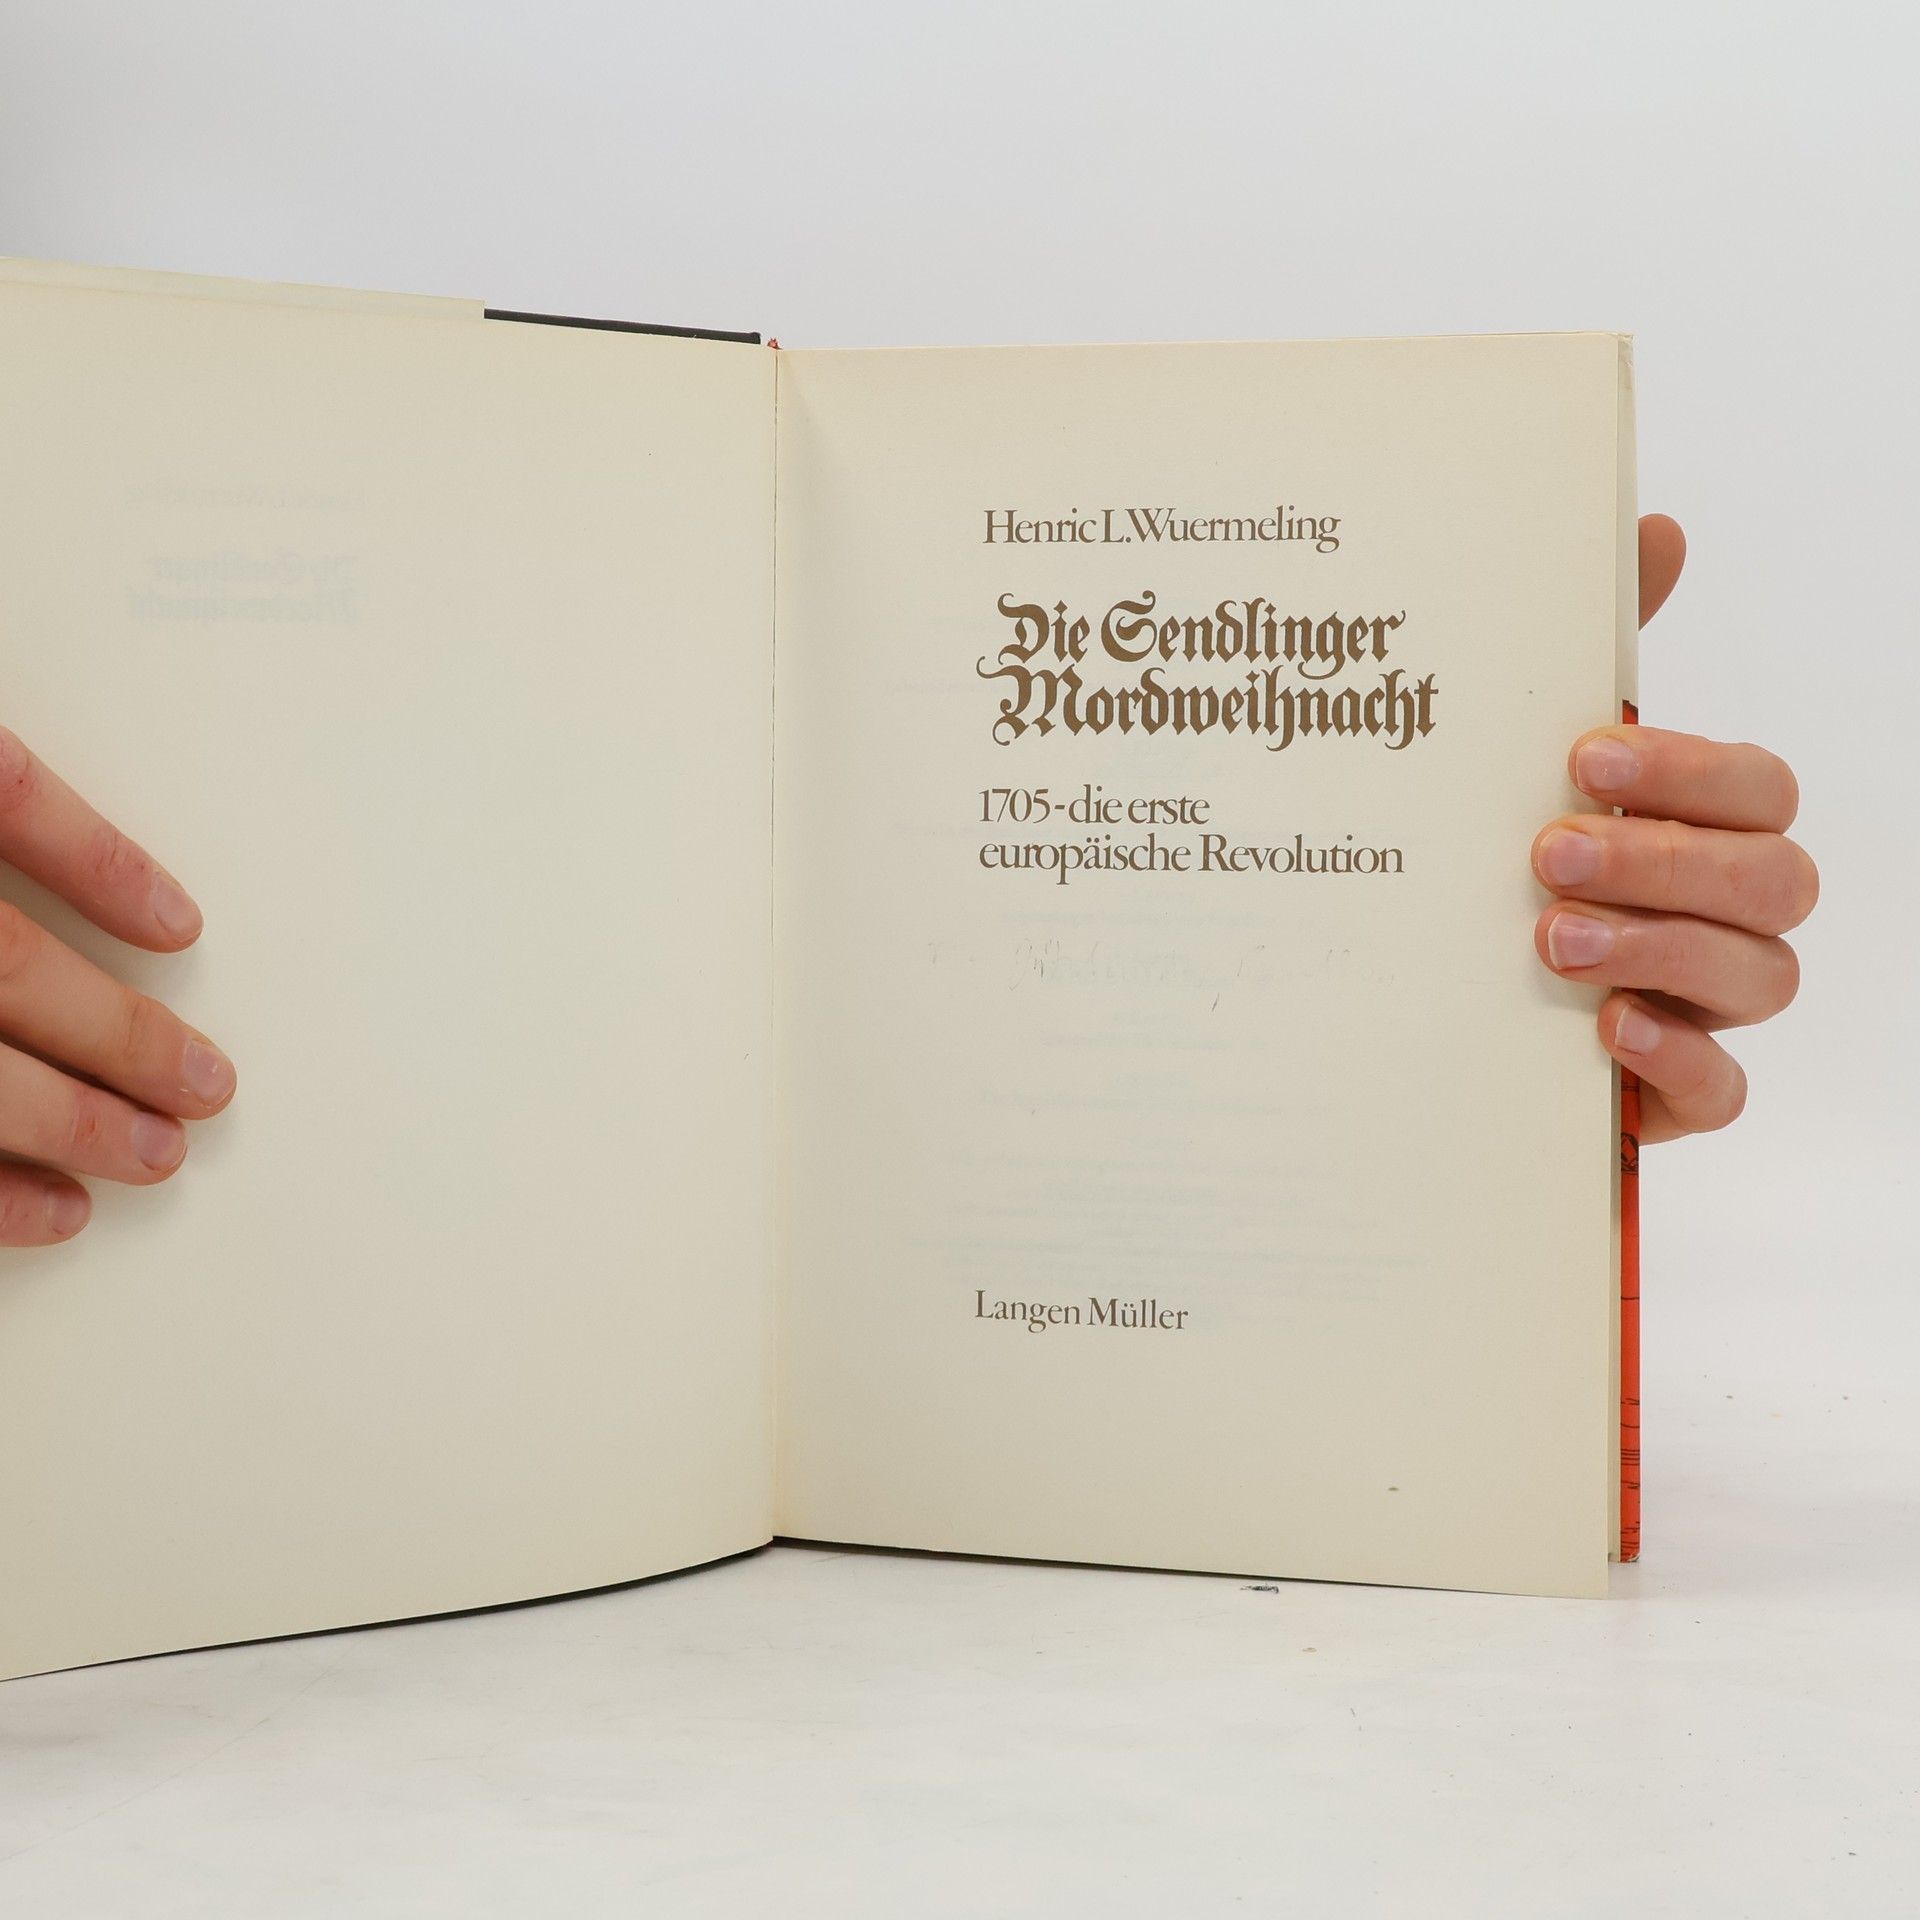 Henric L. Wuermeling
Die Sendlinger
Mordweihnacht
1705 - die erste
europäische Revolution
Langen Müller